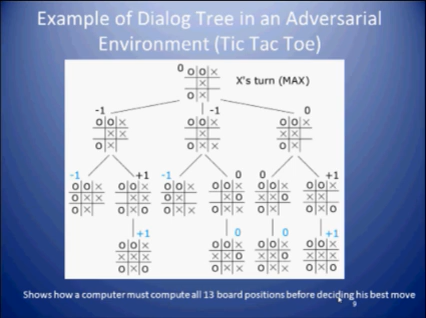 Example of Dialog Tree in an Adversarial
Environment (Tic Tac Toe)
0 o o x
X's turn (MAX)
x
o x
-1 -1 0
o o x o o x o o x
-1 +1 -1 0 0 +1
o o x o o x o o x o o x o o x o o x
+1 0 0 +1
o o x o o x o o x o o x
Shows how a computer must compute all 13 board positions before deciding his best move
9